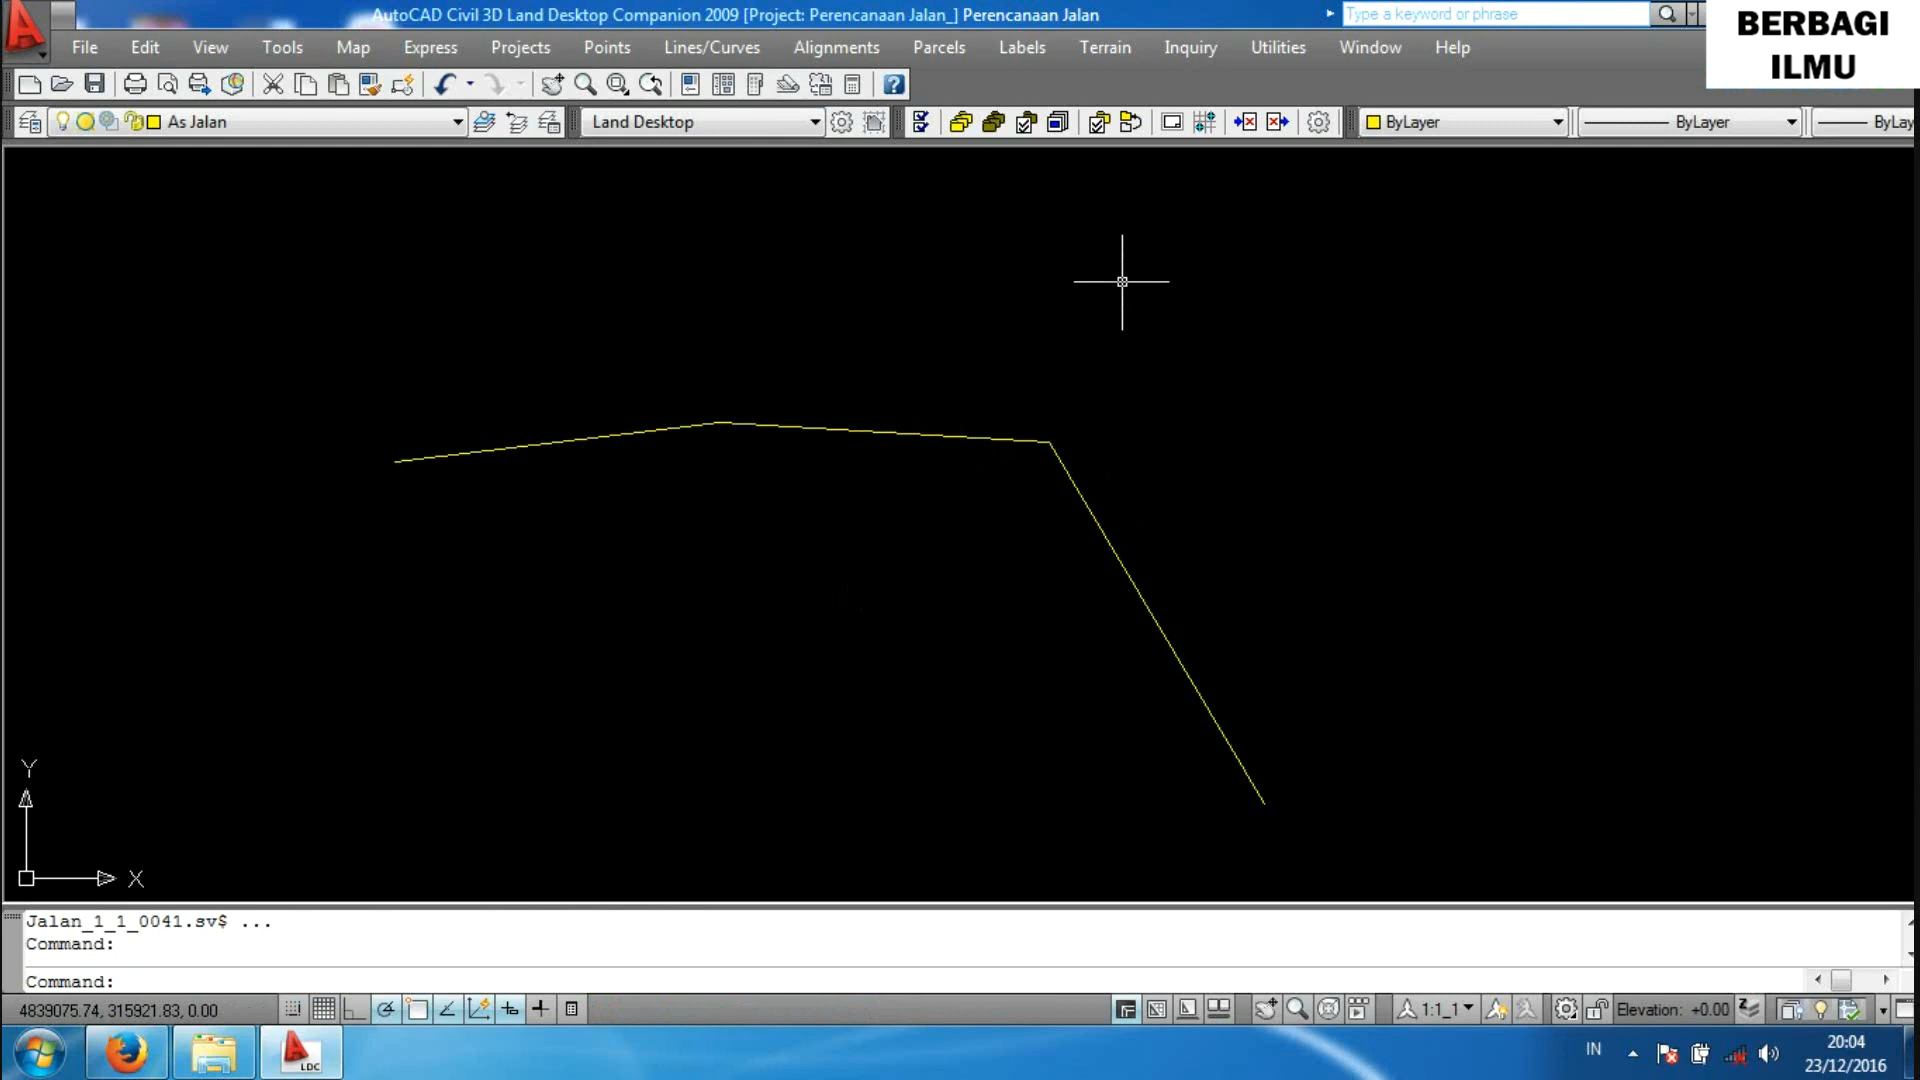 AutoCAD Civil 3D Land Desktop Companion 2009 [Project: Perencanaan Jalan_] Perencanaan Jalan
Type a keyword or phrase
BERBAGI
ILMU
File Edit View Tools Map Express Projects Points Lines/Curves Alignments Parcels Labels Terrain Inquiry Utilities Window Help
As Jalan Land Desktop ByLayer ByLayer ByLay
Y
X
Jalan_1_1_0041.sv$ ...
Command:
Command:
4839075.74, 315921.83, 0.00 1:1_1 Elevation: +0.00
LDC
IN
20:04
23/12/2016